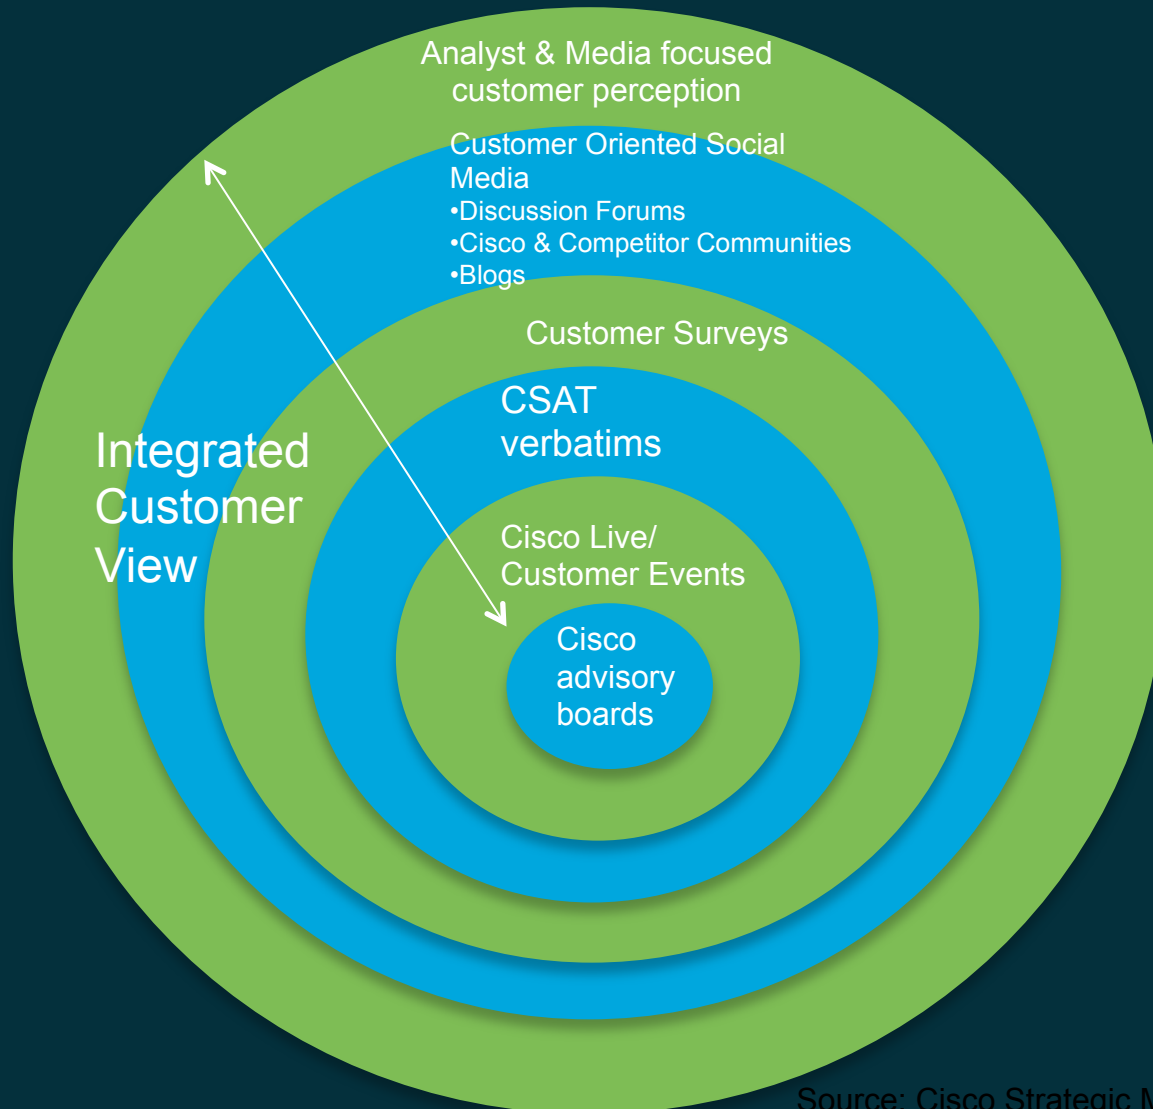 Analyst & Media focused
customer perception
Customer Oriented Social
Media
•Discussion Forums
•Cisco & Competitor Communities
•Blogs
Customer Surveys
CSAT
verbatims
Integrated
Customer
View
Cisco Live/
Customer Events
Cisco
advisory
boards
Source: Cisco Strategic